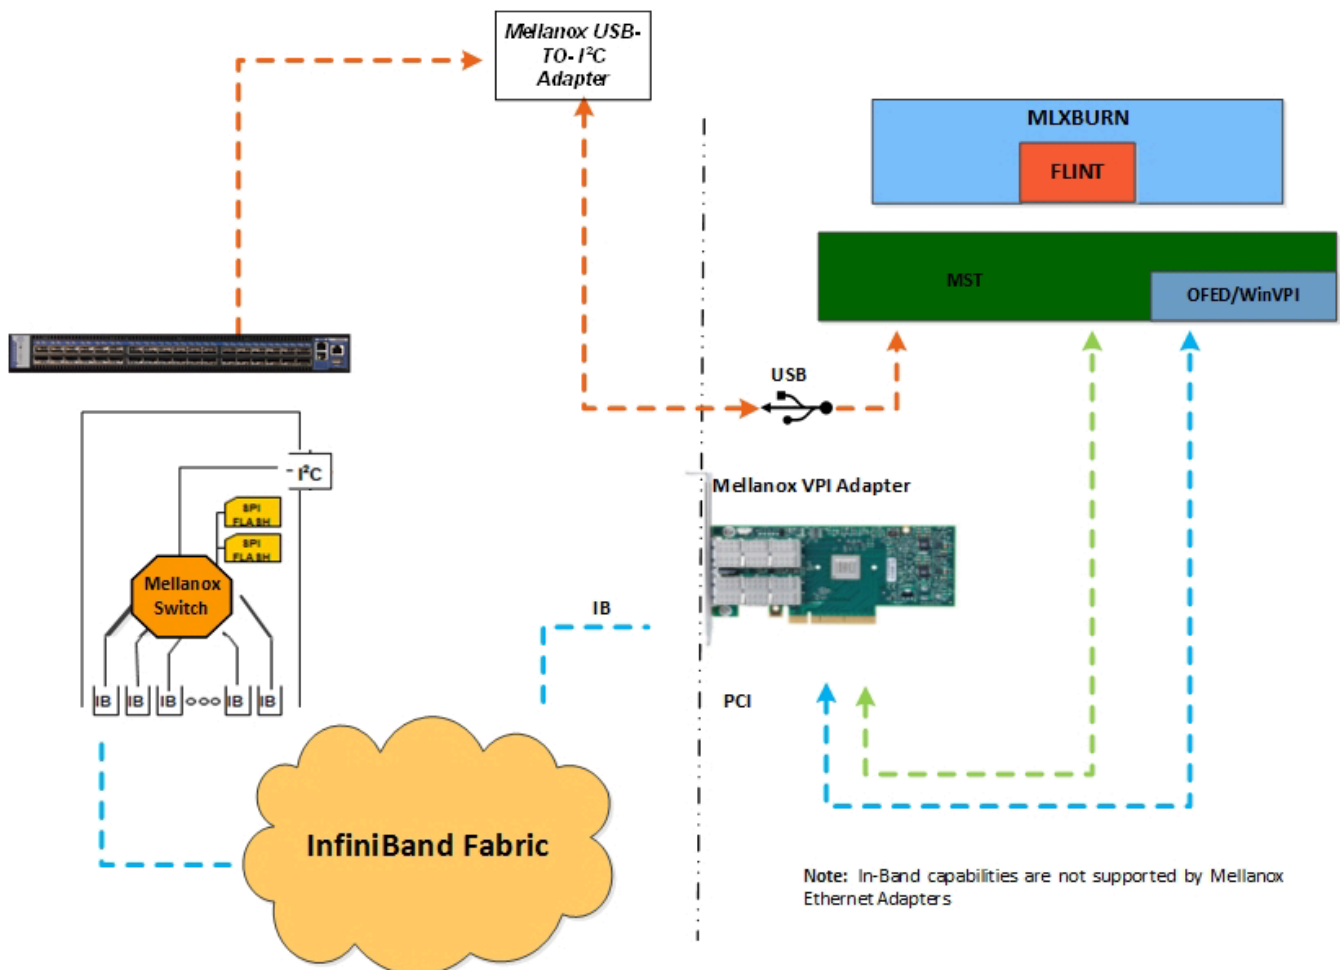 Mellanox USB-
TO- I²C
Adapter
MLXBURN
FLINT
MST
OFED/WinVPI
USB
I²C
Mellanox VPI Adapter
SPI
FLASH
SPI
FLASH
Mellanox
Switch
IB
IB
IB
IB
IB
IB
PCI
InfiniBand Fabric
Note: In-Band capabilities are not supported by Mellanox
Ethernet Adapters